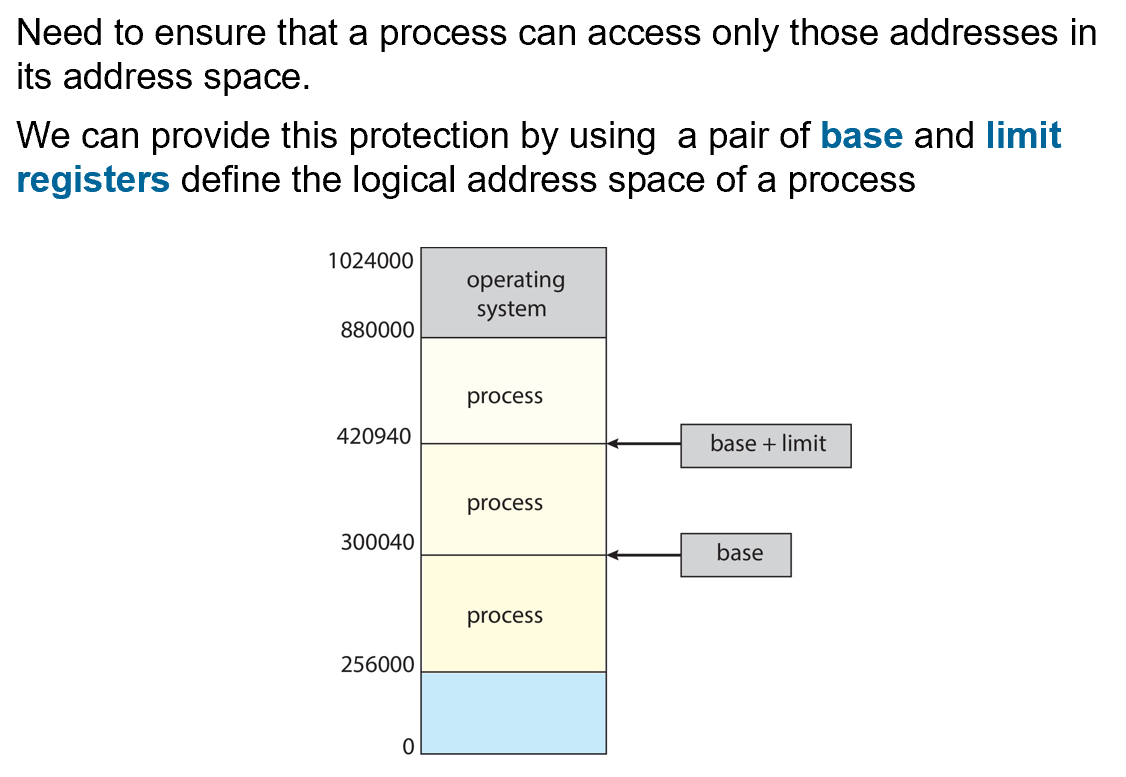 Need to ensure that a process can access only those addresses in
its address space.
We can provide this protection by using  a pair of base and limit
registers define the logical address space of a process
1024000
operating
system
880000
process
420940
base + limit
process
300040
base
process
256000
0